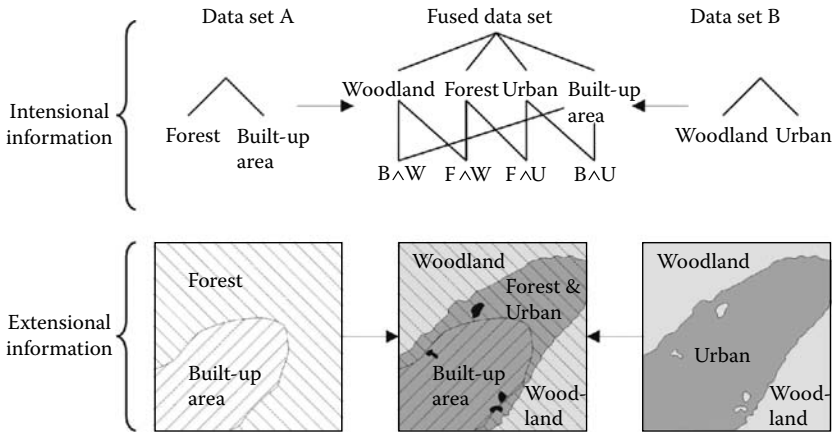 Data set A
Fused data set
Data set B
Intensional
information
Forest
Built-up
area
Woodland
Forest
Urban
Built-up
area
B∧W
F∧W
F∧U
B∧U
Woodland
Urban
Extensional
information
Forest
Built-up
area
Woodland
Forest &
Urban
Built-up
area
Wood-
land
Woodland
Urban
Wood-
land